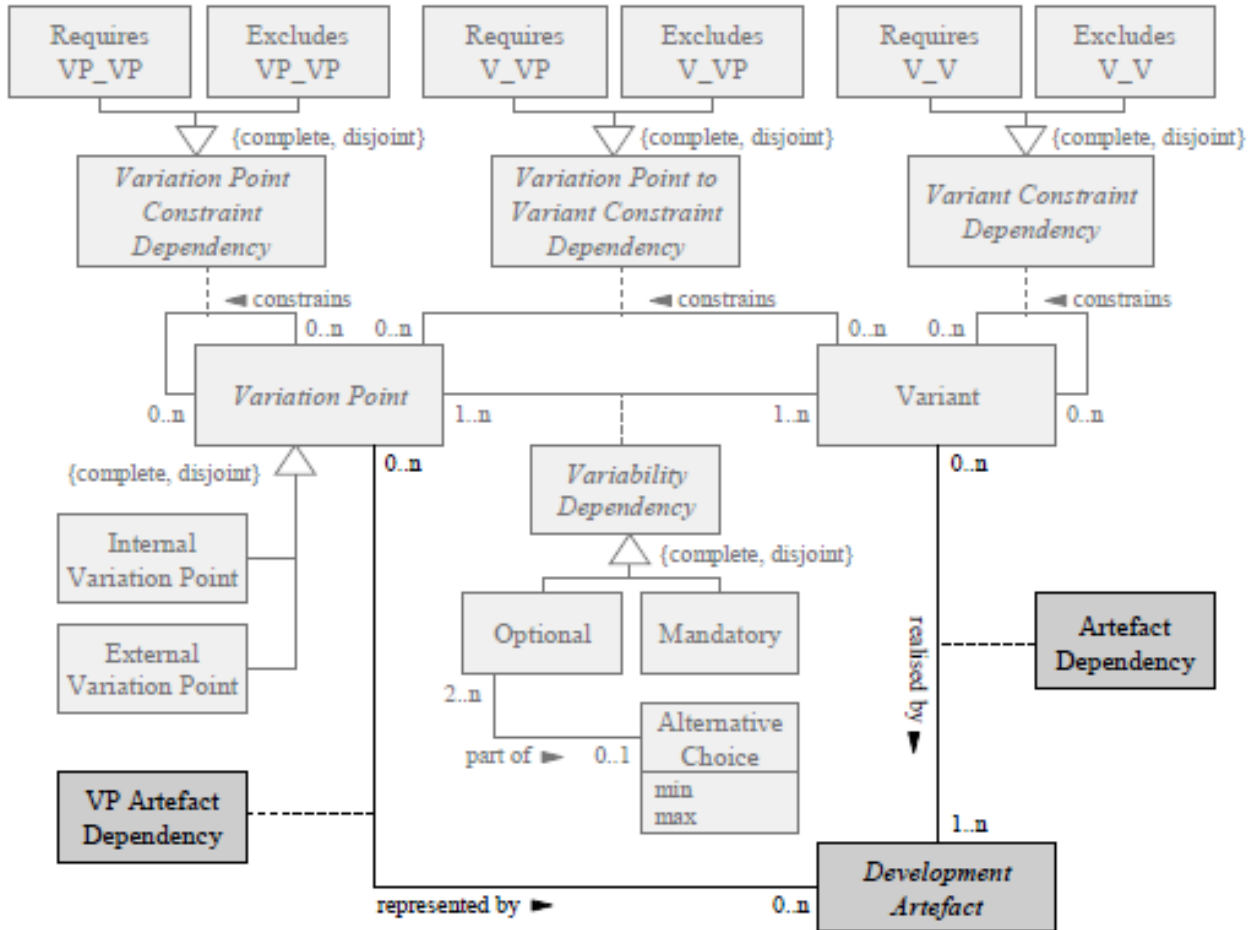 Requires
VP_VP
Excludes
VP_VP
Requires
V_VP
Excludes
V_VP
Requires
V_V
Excludes
V_V
{complete, disjoint}
{complete, disjoint}
{complete, disjoint}
Variation Point
Constraint
Dependency
Variation Point to
Variant Constraint
Dependency
Variant Constraint
Dependency
◄ constrains
◄ constrains
◄ constrains
0..n
0..n
0..n
0..n
Variation Point
Variant
0..n
1..n
1..n
0..n
{complete, disjoint}
0..n
0..n
Variability
Dependency
Internal
Variation Point
{complete, disjoint}
External
Variation Point
Optional
Mandatory
realised by ►
Artefact
Dependency
2..n
part of ►
0..1
Alternative
Choice
min
max
VP Artefact
Dependency
1..n
represented by ►
0..n
Development
Artefact